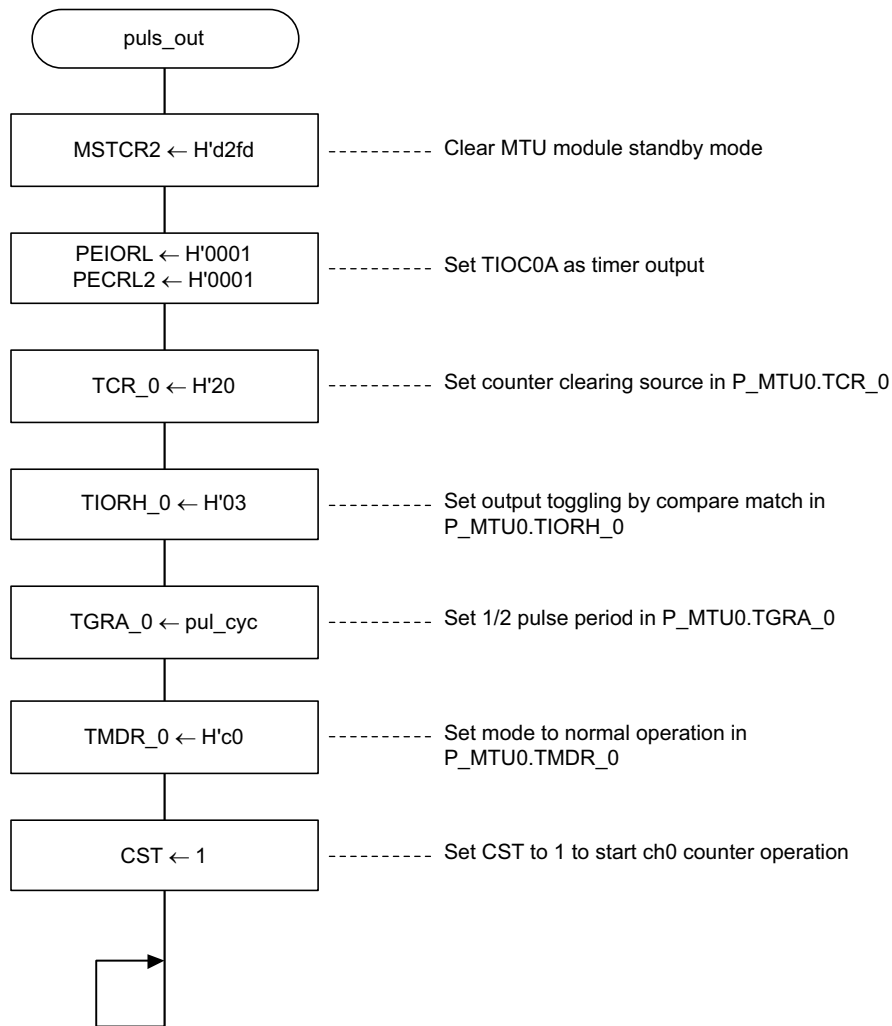 puls_out
MSTCR2 ← H'd2fd
Clear MTU module standby mode
PEIORL ← H'0001
PECRL2 ← H'0001
Set TIOC0A as timer output
TCR_0 ← H'20
Set counter clearing source in P_MTU0.TCR_0
TIORH_0 ← H'03
Set output toggling by compare match in
P_MTU0.TIORH_0
TGRA_0 ← pul_cyc
Set 1/2 pulse period in P_MTU0.TGRA_0
TMDR_0 ← H'c0
Set mode to normal operation in
P_MTU0.TMDR_0
CST ← 1
Set CST to 1 to start ch0 counter operation